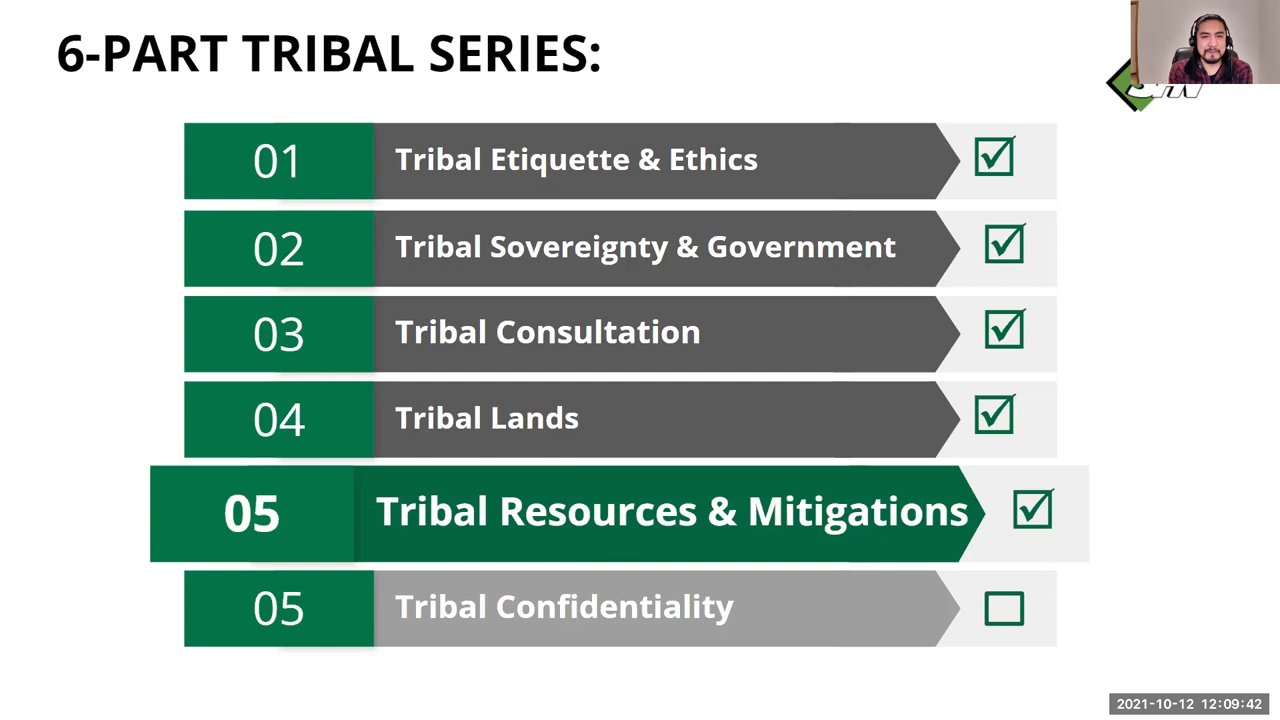 6-PART TRIBAL SERIES:
01 Tribal Etiquette & Ethics
02 Tribal Sovereignty & Government
03 Tribal Consultation
04 Tribal Lands
05 Tribal Resources & Mitigations
05 Tribal Confidentiality
2021-10-12 12:09:42